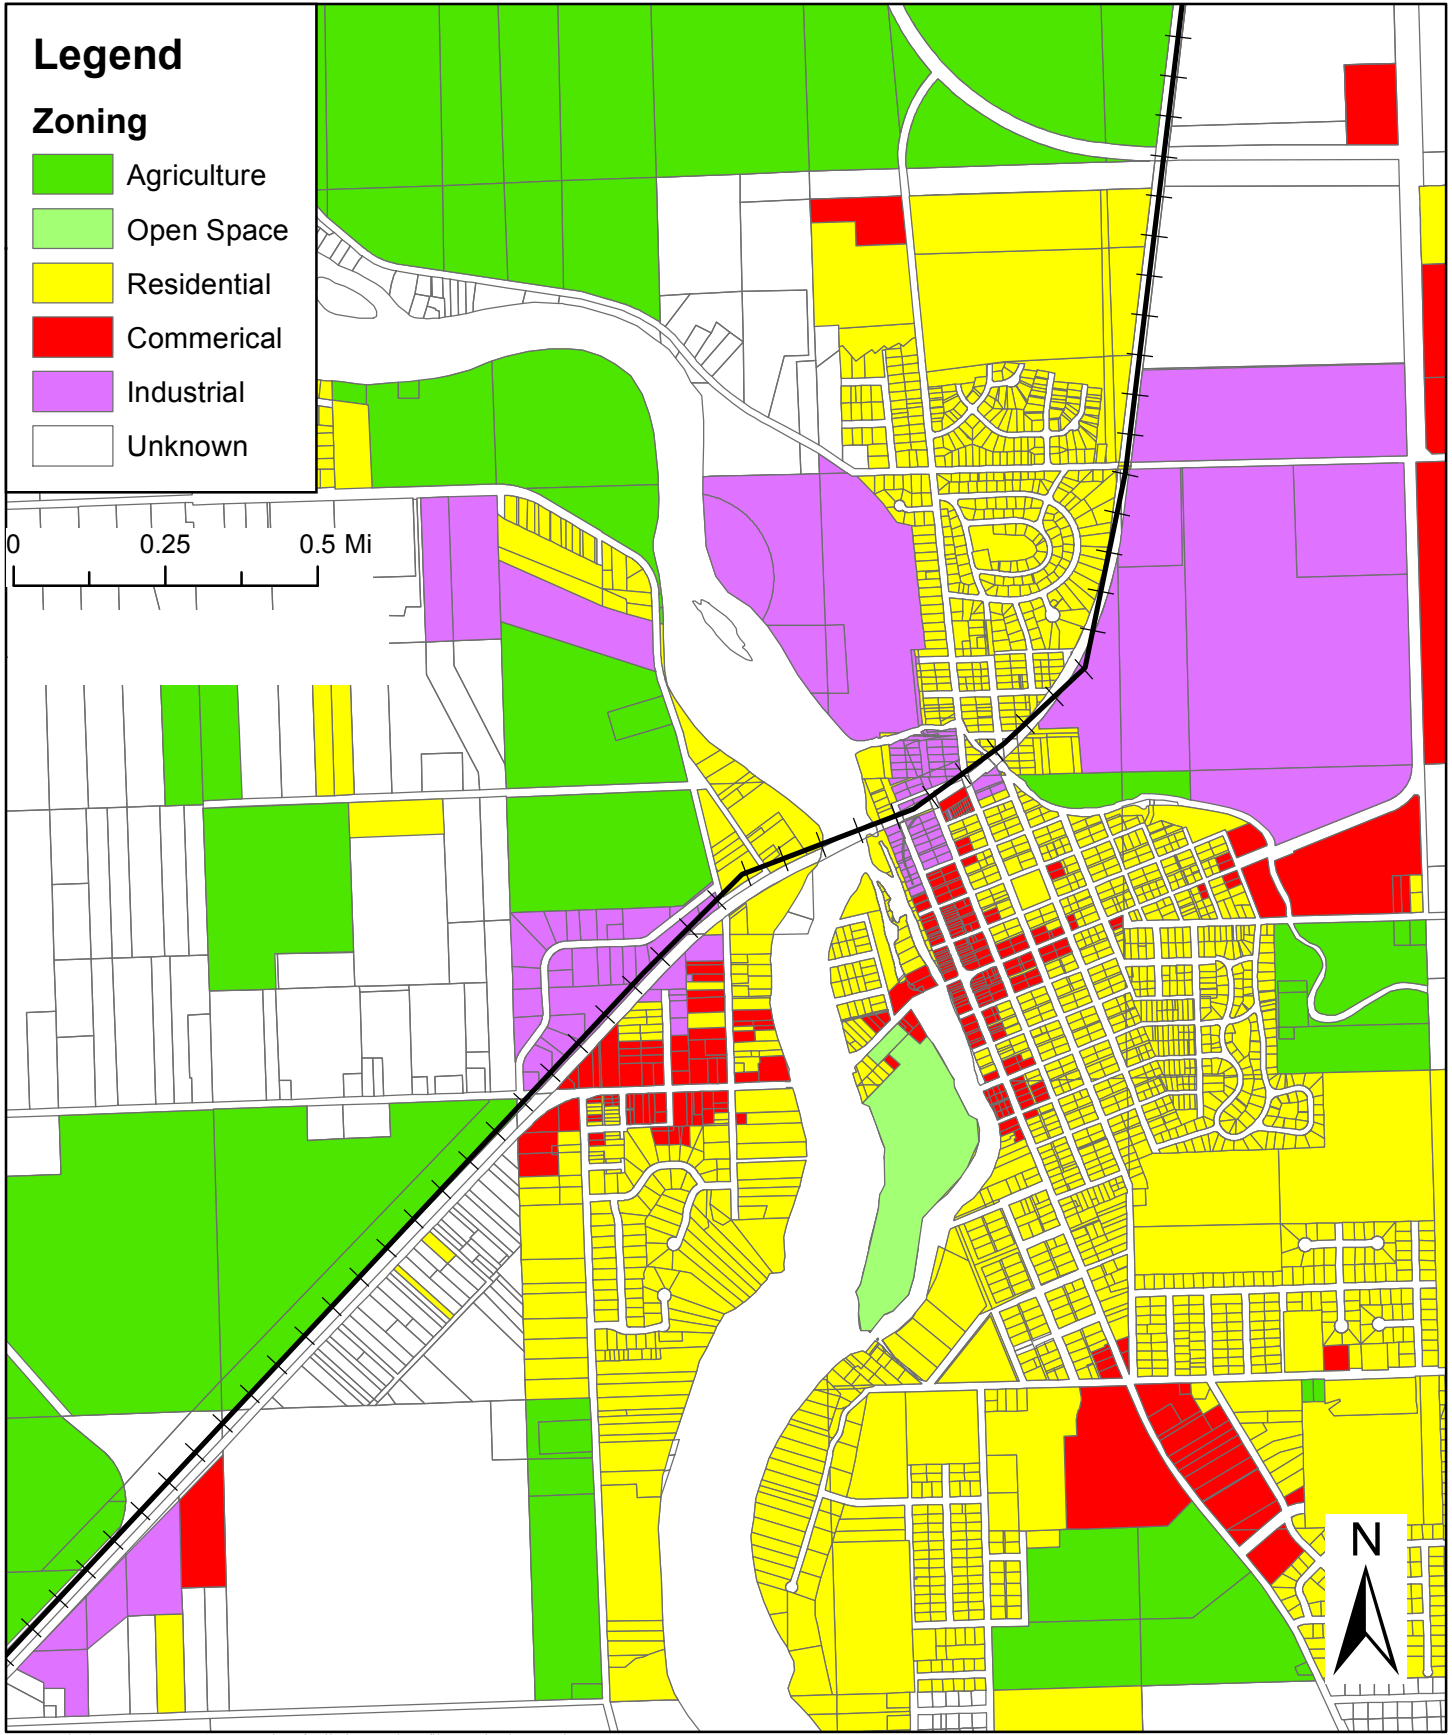 Legend
Zoning
Agriculture
Open Space
Residential
Commerical
Industrial
Unknown
0 0.25 0.5 Mi
N